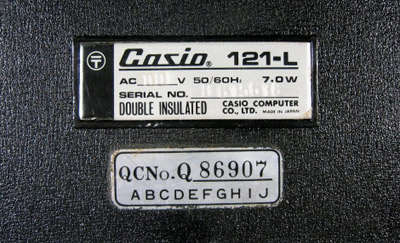 Casio® 121-L
AC 100 V 50/60Hz 7.0W
SERIAL NO.
DOUBLE INSULATED CASIO COMPUTER
CO., LTD. MADE IN JAPAN
QCNO.Q 86907
ABCDEFGHIJ